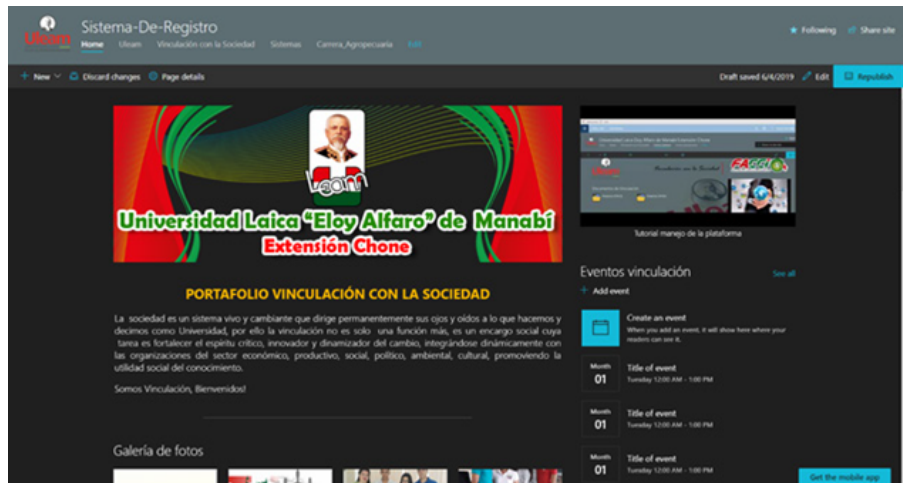 Sistema-De-Registro
Uleam
Home Uleam Vinculación con la Sociedad Sistemas Carrera_Agropecuaria Edit
Following Share site
New Discard changes Page details
Draft saved 6/4/2019 Edit Republish
Uleam
Universidad Laica "Eloy Alfaro" de Manabí
Extensión Chone
PORTAFOLIO VINCULACIÓN CON LA SOCIEDAD
La sociedad es un sistema vivo y cambiante que dirige permanentemente sus ojos y oídos a lo que hacemos y
decimos como Universidad, por ello la vinculación no es solo una función más, es un encargo social cuya
tarea es fortalecer el espíritu crítico, innovador y dinamizador del cambio, integrándose dinámicamente con
las organizaciones del sector económico, productivo, social, político, ambiental, cultural, promoviendo la
utilidad social del conocimiento.
Somos Vinculación, Bienvenidos!
Galería de fotos
Tutorial manejo de la plataforma
Eventos vinculación See all
Add event
Create an event
When you add an event, it will show here where your
readers can see it.
Month
01
Title of event
Tuesday 12:00 AM - 1:00 PM
Month
01
Title of event
Tuesday 12:00 AM - 1:00 PM
Month
01
Title of event
Tuesday 12:00 AM - 1:00 PM
Get the mobile app